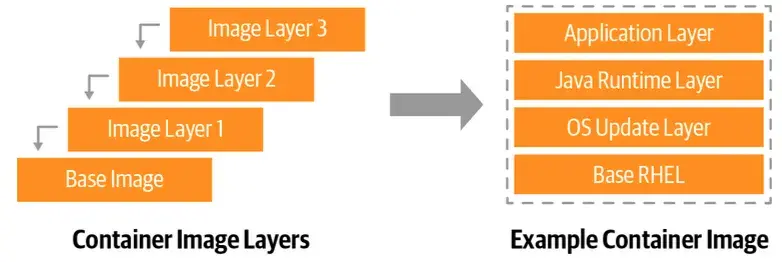 Image Layer 3
Image Layer 2
Image Layer 1
Base Image
Container Image Layers
Application Layer
Java Runtime Layer
OS Update Layer
Base RHEL
Example Container Image